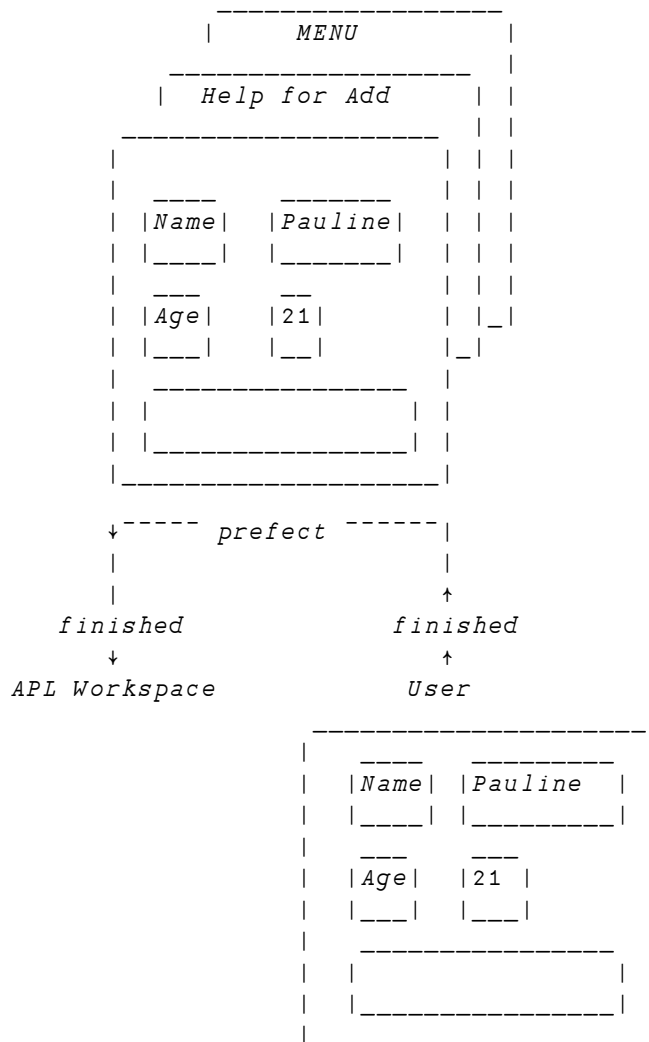 MENU
Help for Add
Name Pauline
Age 21
prefect
finished finished
APL Workspace User
Name Pauline
Age 21